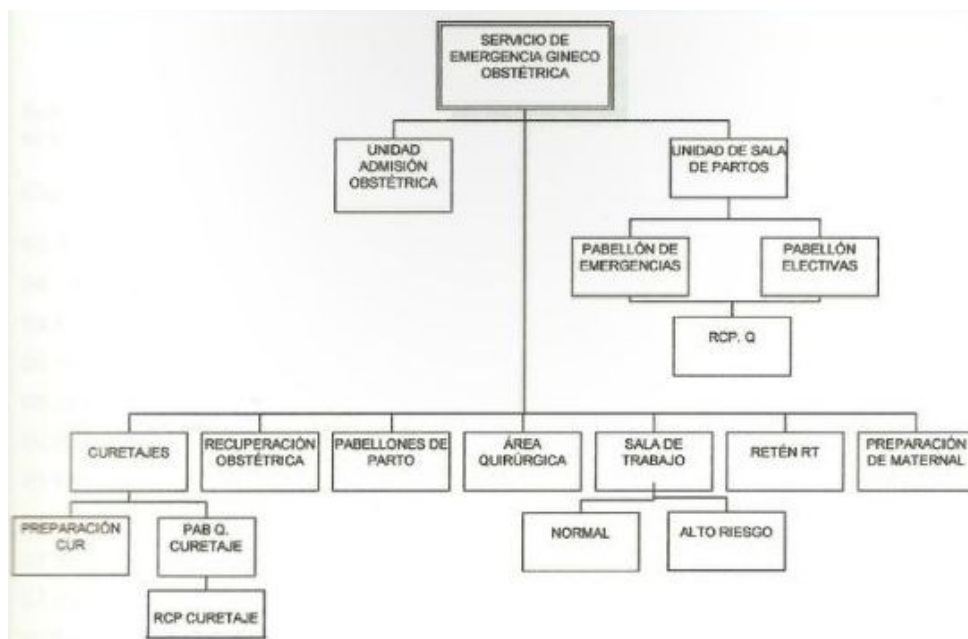 SERVICIO DE
EMERGENCIA GINECO
OBSTÉTRICA
UNIDAD
ADMISIÓN
OBSTÉTRICA
UNIDAD DE SALA
DE PARTOS
PABELLÓN DE
EMERGENCIAS
PABELLÓN
ELECTIVAS
RCP. Q
CURETAJES
RECUPERACIÓN
OBSTÉTRICA
PABELLONES DE
PARTO
ÁREA
QUIRÚRGICA
SALA DE
TRABAJO
RETÉN RT
PREPARACIÓN
DE MATERNAL
PREPARACIÓN
CUR
PAB Q.
CURETAJE
NORMAL
ALTO RIESGO
RCP CURETAJE